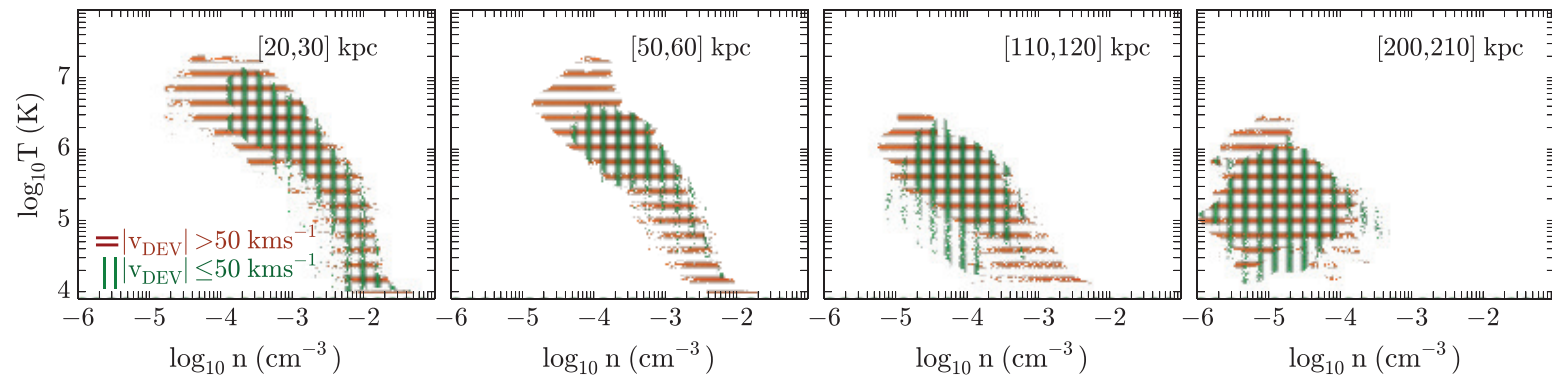 [20,30] kpc
[50,60] kpc
[110,120] kpc
[200,210] kpc
log₁₀T (K)
7
6
5
4
|v_DEV| >50 kms⁻¹
|v_DEV| ≤50 kms⁻¹
−6 −5 −4 −3 −2
−6 −5 −4 −3 −2
−6 −5 −4 −3 −2
−6 −5 −4 −3 −2
log₁₀ n (cm⁻³)
log₁₀ n (cm⁻³)
log₁₀ n (cm⁻³)
log₁₀ n (cm⁻³)